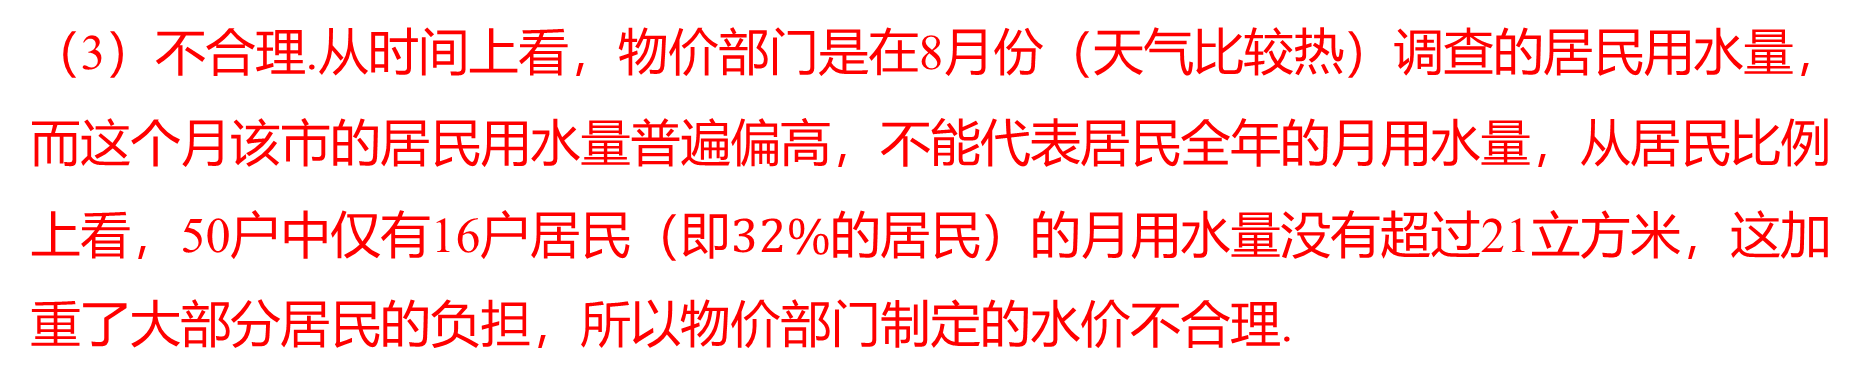 （3）不合理.从时间上看，物价部门是在8月份（天气比较热）调查的居民用水量，
而这个月该市的居民用水量普遍偏高，不能代表居民全年的月用水量，从居民比例
上看，50户中仅有16户居民（即32%的居民）的月用水量没有超过21立方米，这加
重了大部分居民的负担，所以物价部门制定的水价不合理.